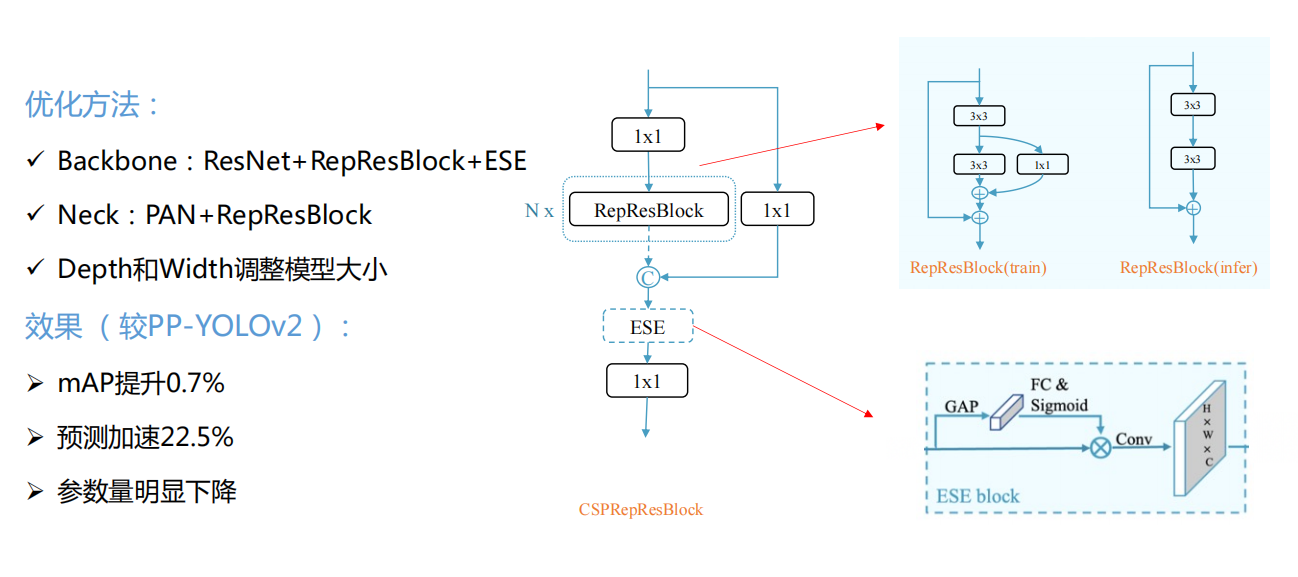 优化方法：
✓ Backbone：ResNet+RepResBlock+ESE
✓ Neck：PAN+RepResBlock
✓ Depth和Width调整模型大小
效果（较PP-YOLOv2）：
➢ mAP提升0.7%
➢ 预测加速22.5%
➢ 参数量明显下降
1x1
N x
RepResBlock
1x1
C
ESE
1x1
CSPRepResBlock
3x3
3x3
1x1
RepResBlock(train)
3x3
3x3
RepResBlock(infer)
GAP
FC &
Sigmoid
Conv
H
×
W
×
C
ESE block